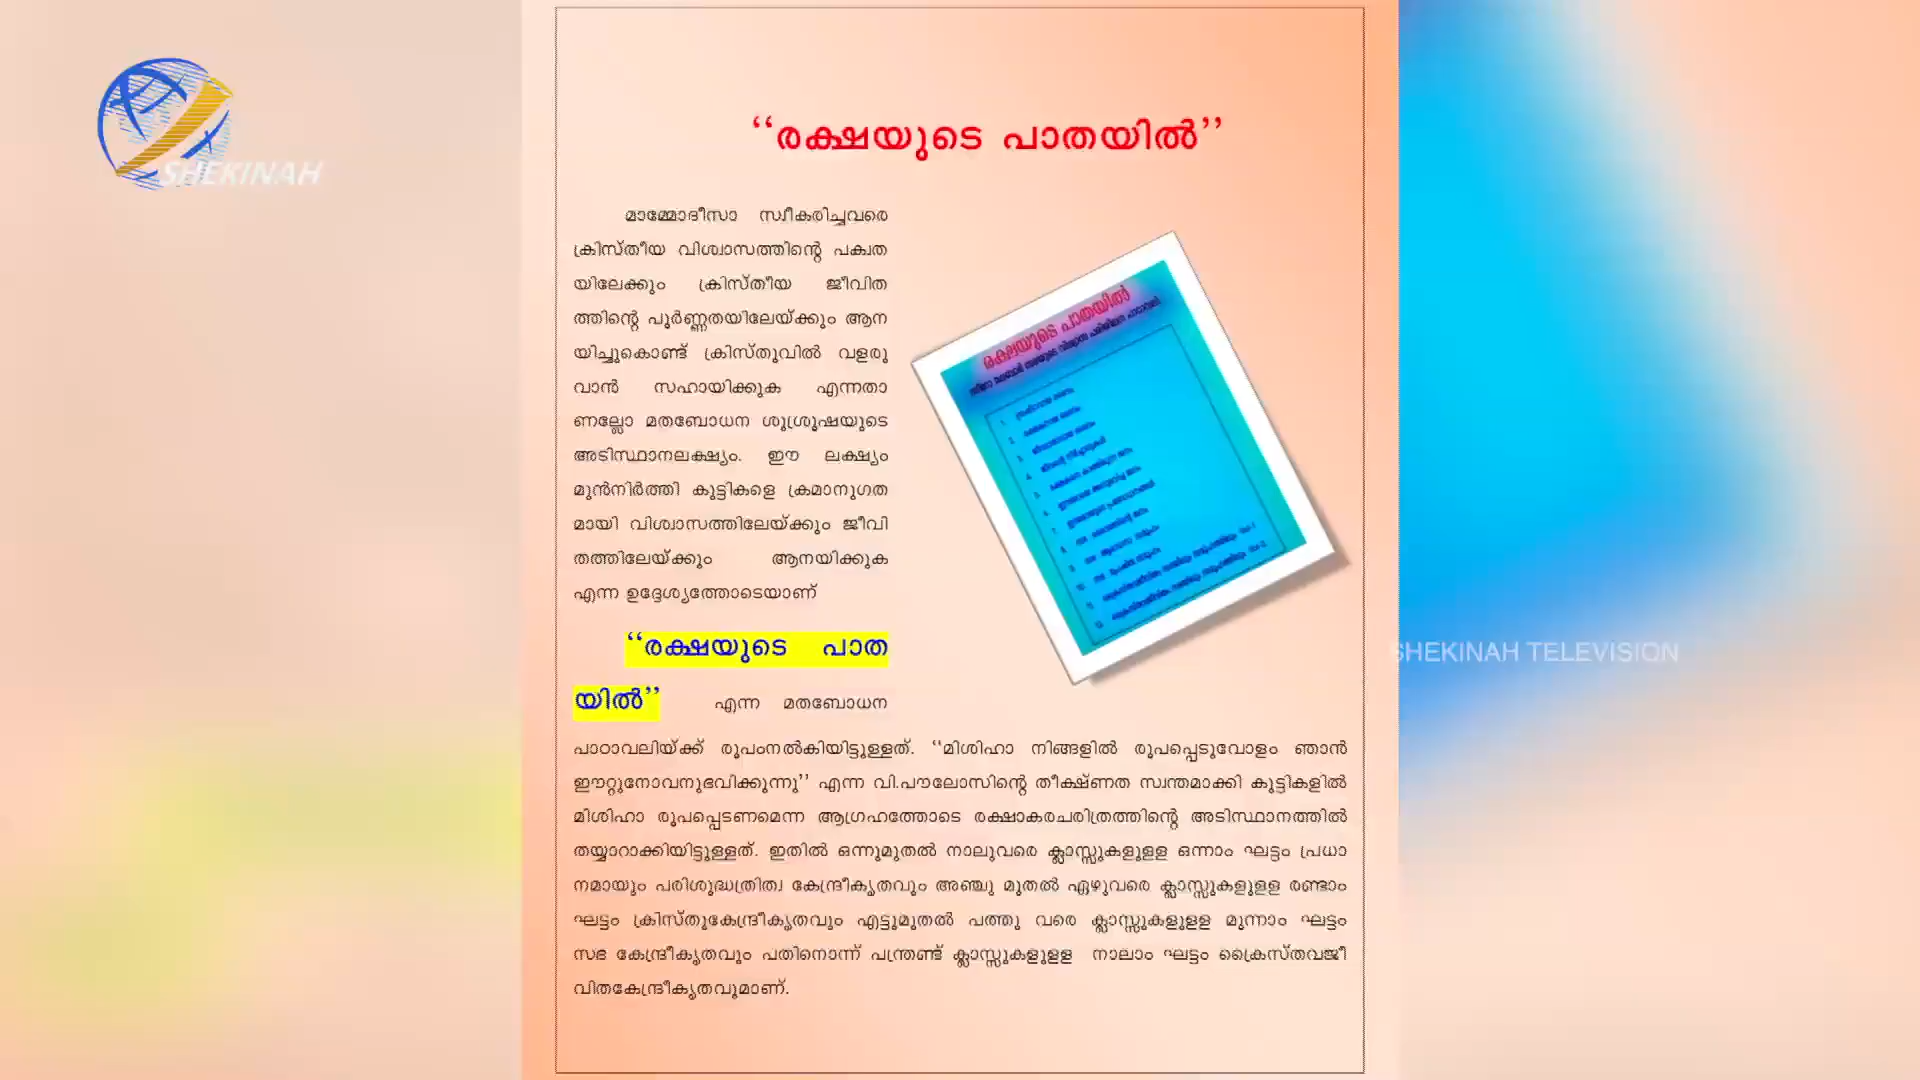 SHEKINAH
‘‘രക്ഷയുടെ പാതയിൽ’’
മാമ്മോദീസാ സ്വീകരിച്ചവരെ
ക്രിസ്തീയ വിശ്വാസത്തിന്റെ പക്വത
യിലേക്കും ക്രിസ്തീയ ജീവിത
ത്തിന്റെ പൂർണ്ണതയിലേയ്ക്കും ആന
യിച്ചുകൊണ്ട് ക്രിസ്തുവിൽ വളരു
വാൻ സഹായിക്കുക എന്നതാ
ണല്ലോ മതബോധന ശുശ്രൂഷയുടെ
അടിസ്ഥാനലക്ഷ്യം. ഈ ലക്ഷ്യം
മുൻനിർത്തി കുട്ടികളെ ക്രമാനുഗത
മായി വിശ്വാസത്തിലേയ്ക്കും ജീവി
തത്തിലേയ്ക്കും ആനയിക്കുക
എന്ന ഉദ്ദേശ്യത്തോടെയാണ്
‘‘രക്ഷയുടെ പാത
യിൽ’’ എന്ന മതബോധന
പാഠാവലിയ്ക്ക് രൂപംനൽകിയിട്ടുള്ളത്. ‘‘മിശിഹാ നിങ്ങളിൽ രൂപപ്പെടുവോളം ഞാൻ
ഈറ്റുനോവനുഭവിക്കുന്നു’’ എന്ന വി.പൗലോസിന്റെ തീക്ഷ്ണത സ്വന്തമാക്കി കുട്ടികളിൽ
മിശിഹാ രൂപപ്പെടണമെന്ന ആഗ്രഹത്തോടെ രക്ഷാകരചരിത്രത്തിന്റെ അടിസ്ഥാനത്തിൽ
തയ്യാറാക്കിയിട്ടുള്ളത്. ഇതിൽ ഒന്നുമുതൽ നാലുവരെ ക്ലാസ്സുകളുളള ഒന്നാം ഘട്ടം പ്രധാ
നമായും പരിശുദ്ധത്രിത്വ കേന്ദ്രീകൃതവും അഞ്ചു മുതൽ ഏഴുവരെ ക്ലാസ്സുകളുളള രണ്ടാം
ഘട്ടം ക്രിസ്തുകേന്ദ്രീകൃതവും എട്ടുമുതൽ പത്തു വരെ ക്ലാസ്സുകളുളള മുന്നാം ഘട്ടം
സഭ കേന്ദ്രീകൃതവും പതിനൊന്ന് പന്ത്രണ്ട് ക്ലാസ്സുകളുളള നാലാം ഘട്ടം ക്രൈസ്തവജീ
വിതകേന്ദ്രീകൃതവുമാണ്.
രക്ഷയുടെ പാതയിൽ
SHEKINAH TELEVISION